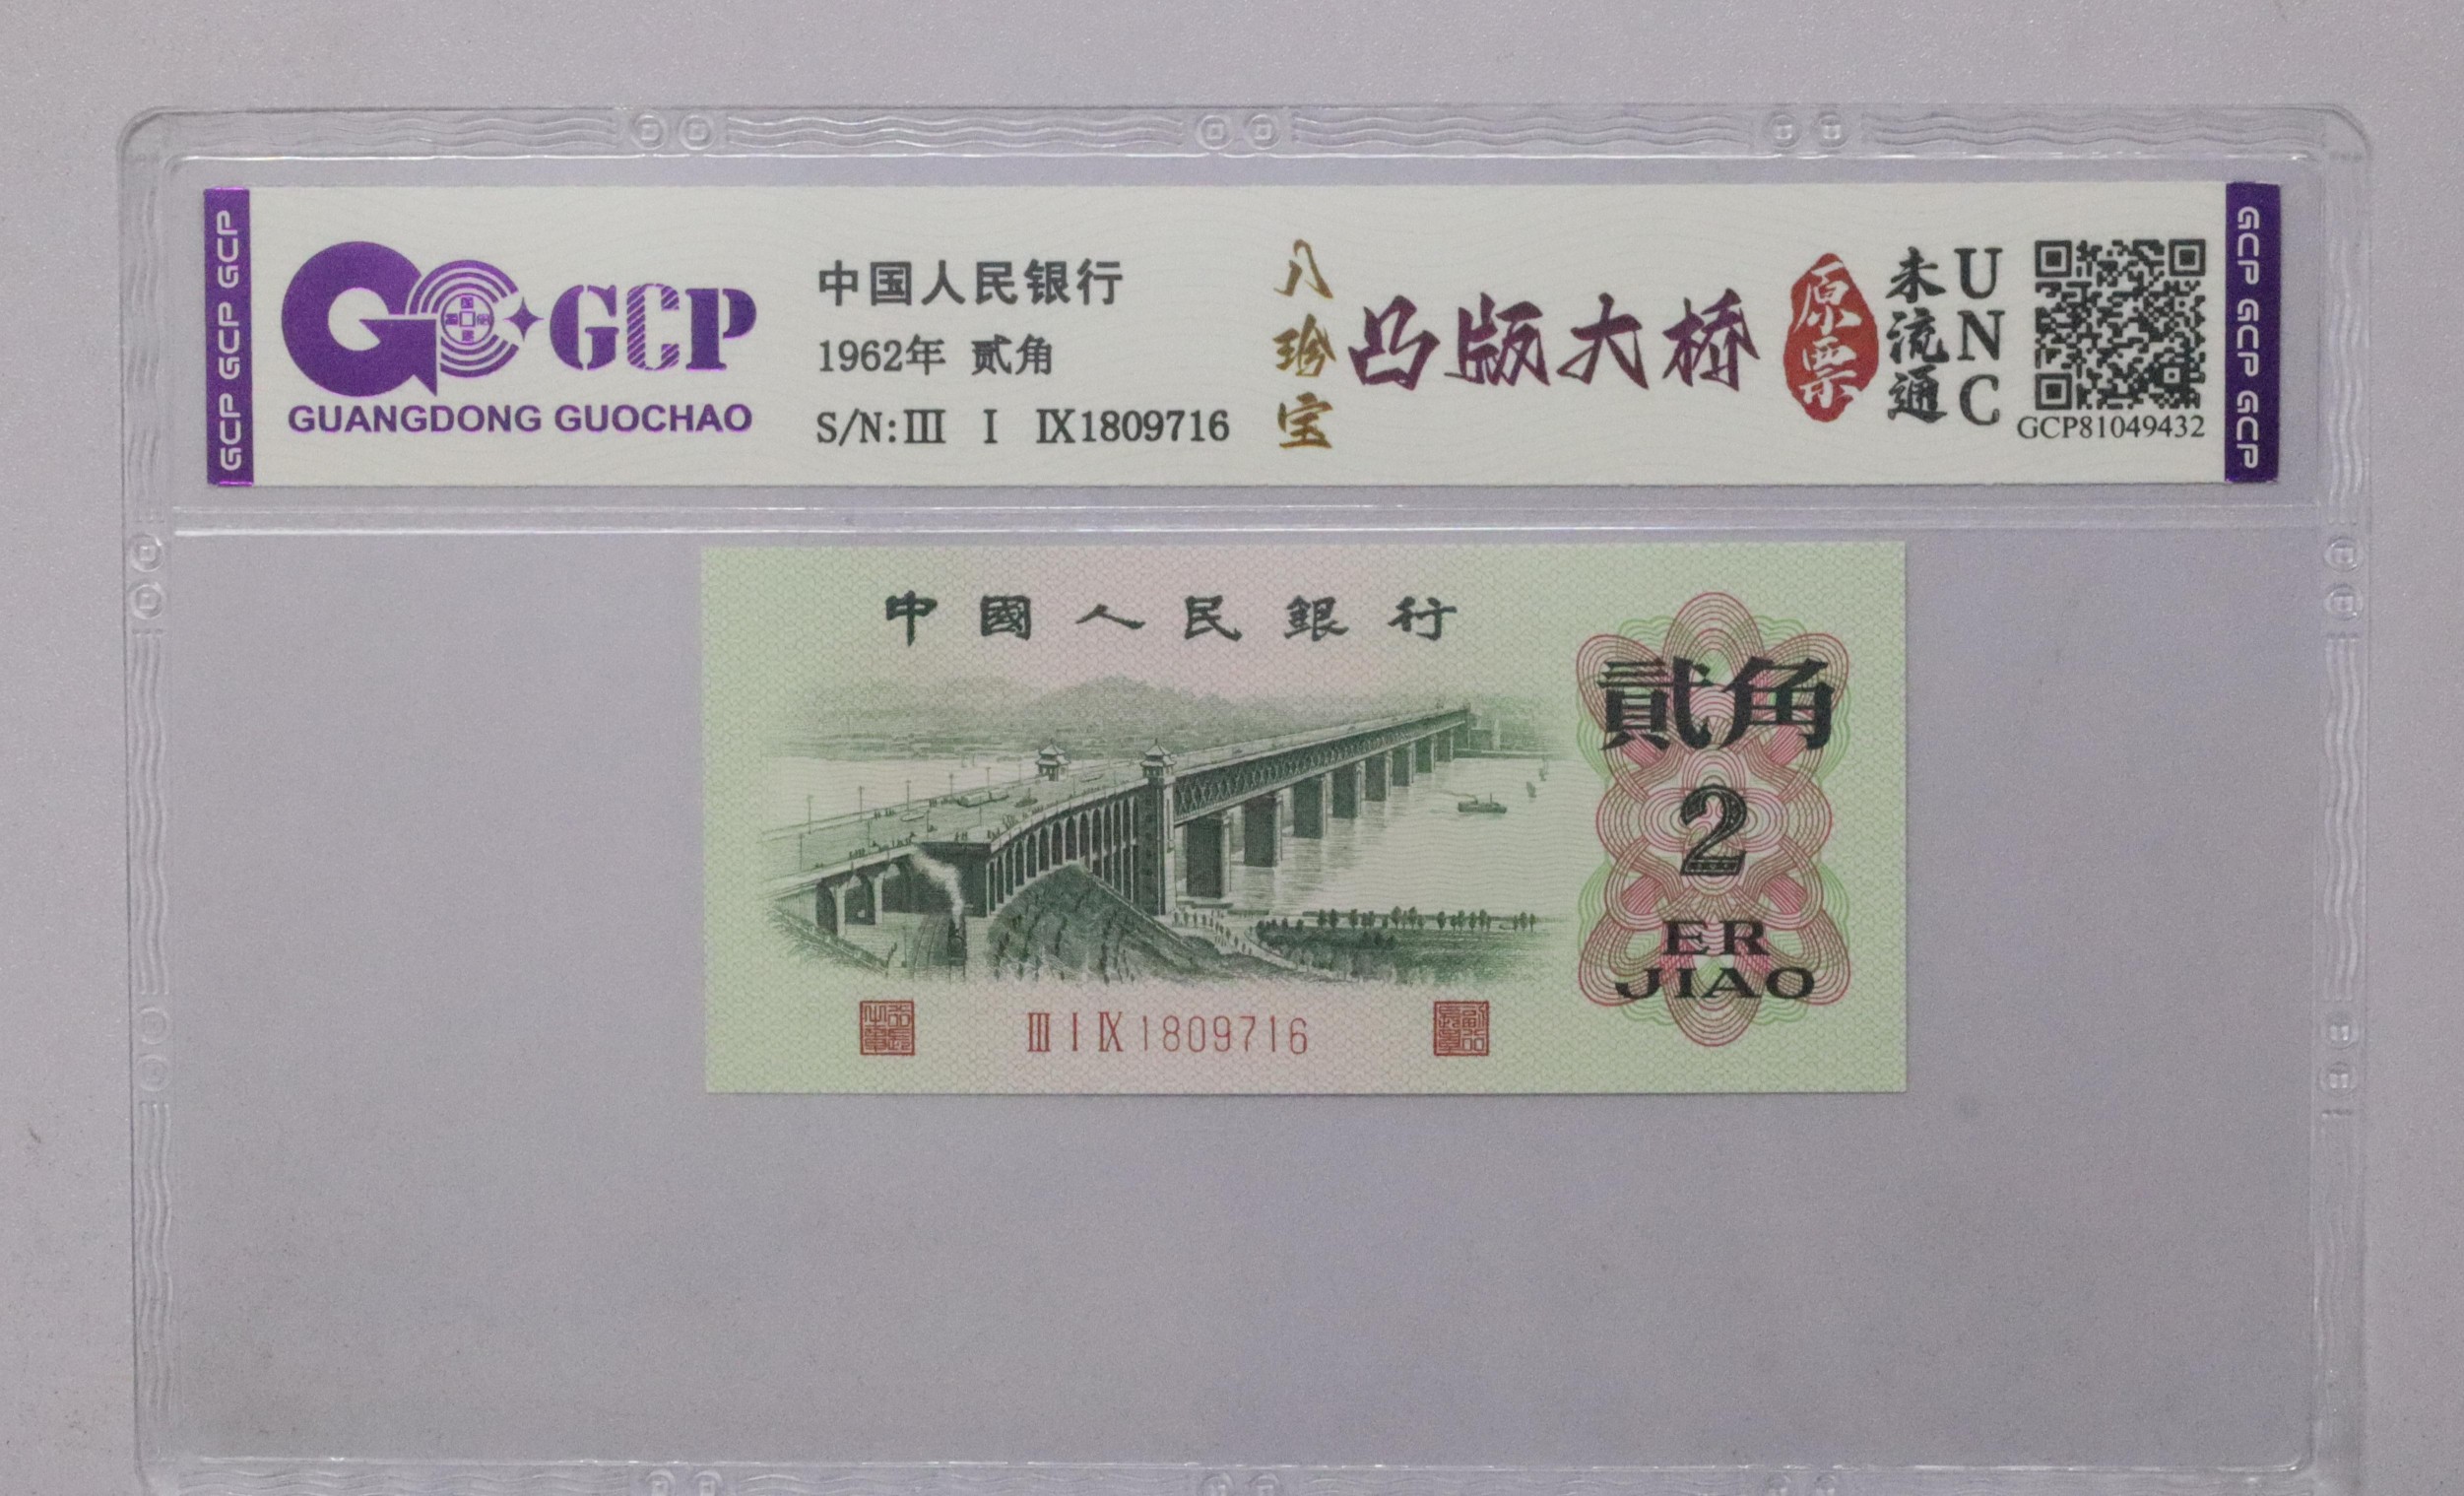 GCP GCP GCP
GCP
GUANGDONG GUOCHAO
中国人民银行
1962年 贰角
S/N:Ⅲ Ⅰ Ⅸ1809716
八珍宝
凸版大桥
原票
未流通
UNC
GCP81049432
GCP GCP GCP
中國人民銀行
貳角
2
ER
JIAO
Ⅲ Ⅰ Ⅸ 1809716